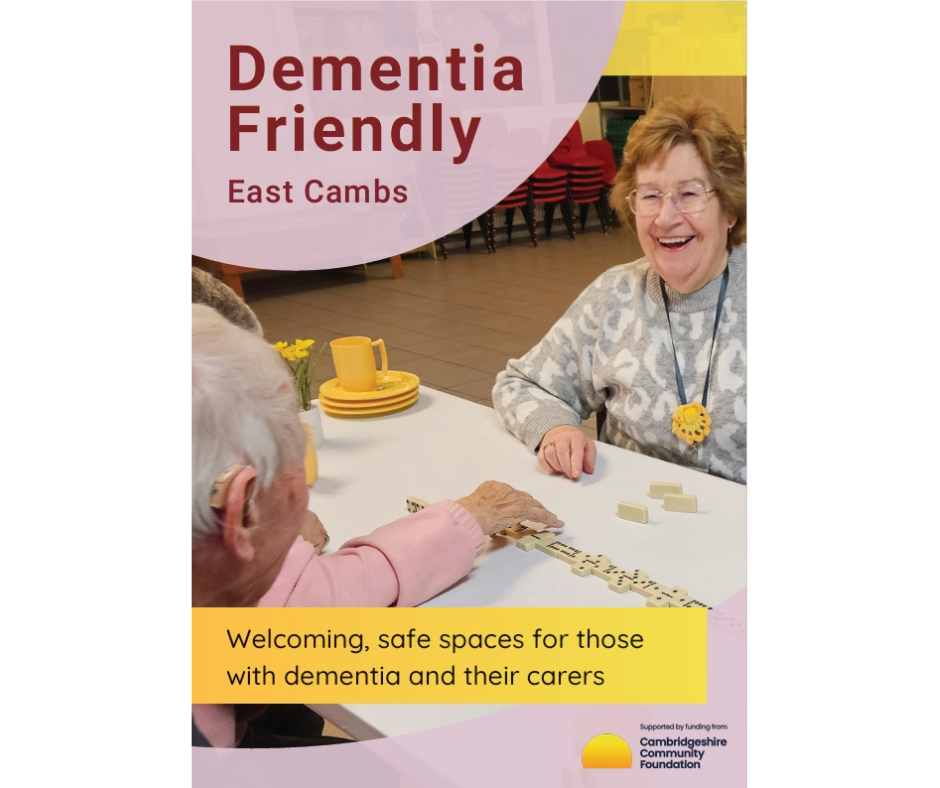 Dementia
Friendly
East Cambs
Welcoming, safe spaces for those
with dementia and their carers
Supported by funding from
Cambridgeshire
Community
Foundation